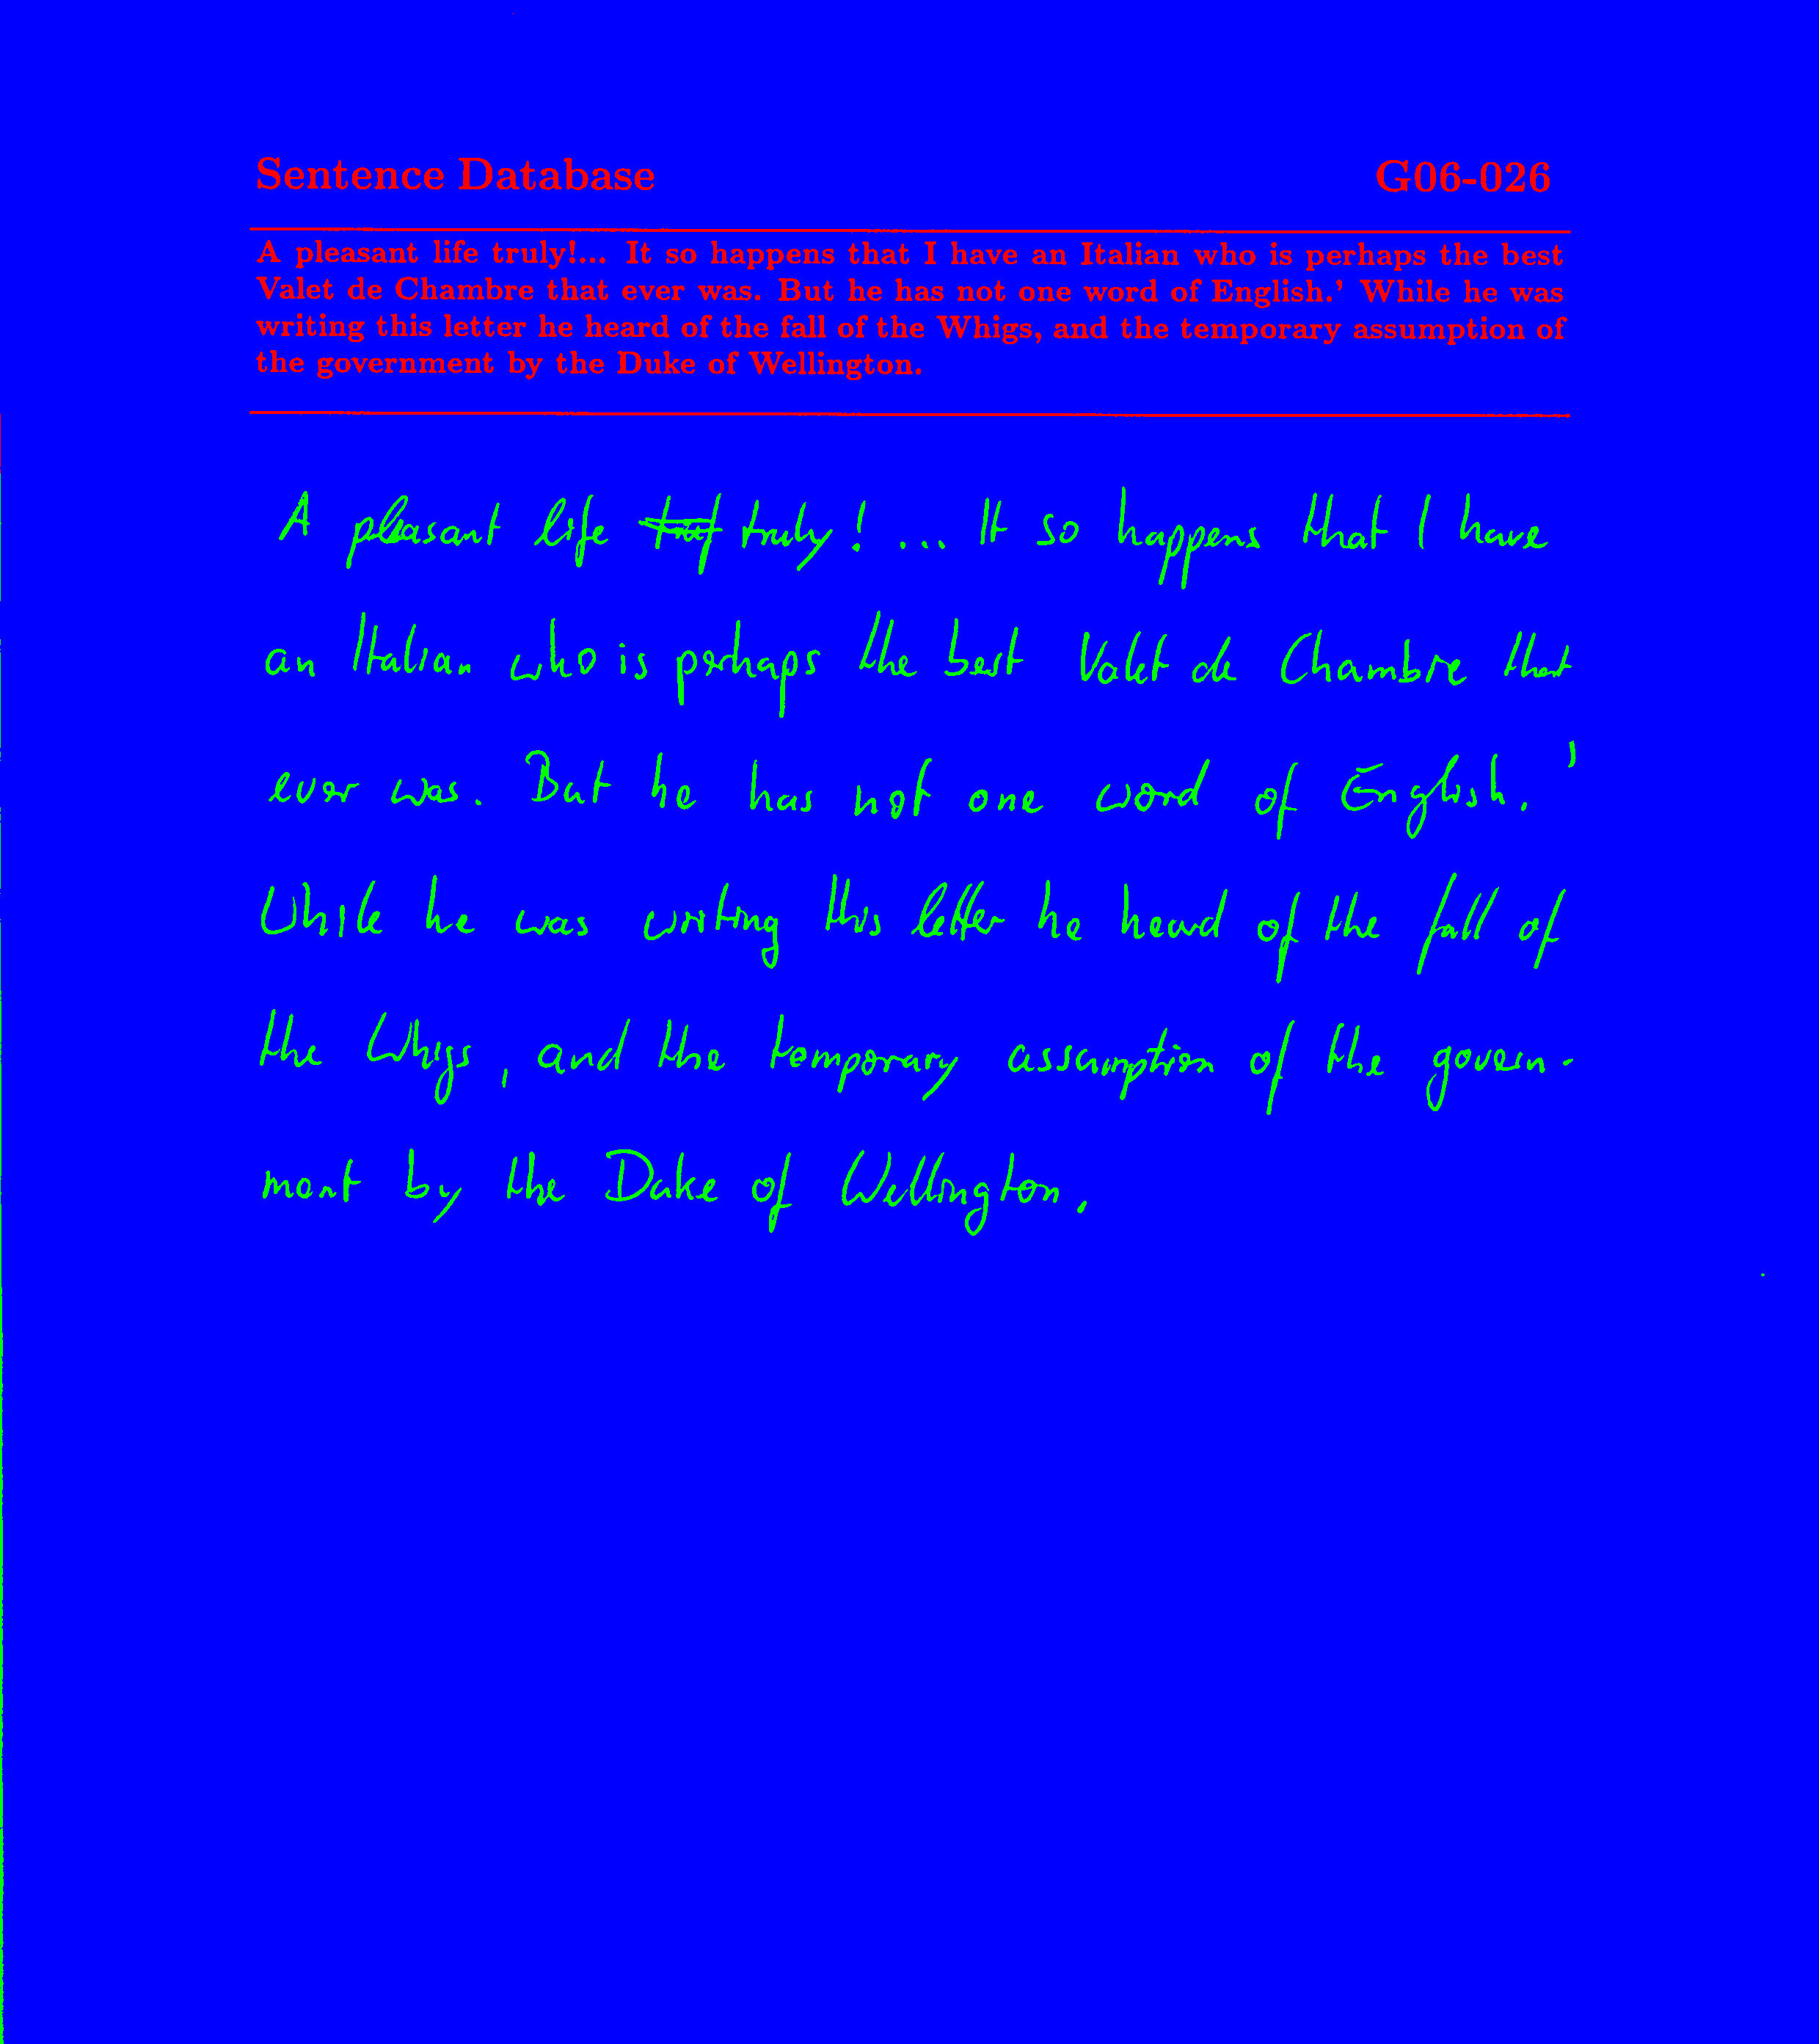 Sentence Database G06-026
A pleasant life truly!... It so happens that I have an Italian who is perhaps the best
Valet de Chambre that ever was. But he has not one word of English.' While he was
writing this letter he heard of the fall of the Whigs, and the temporary assumption of
the government by the Duke of Wellington.
A pleasant life truly! ... It so happens that I have
an Italian who is perhaps the best Valet de Chambre that
ever was. But he has not one word of English.'
While he was writing this letter he heard of the fall of
the Whigs, and the temporary assumption of the govern-
ment by the Duke of Wellington.